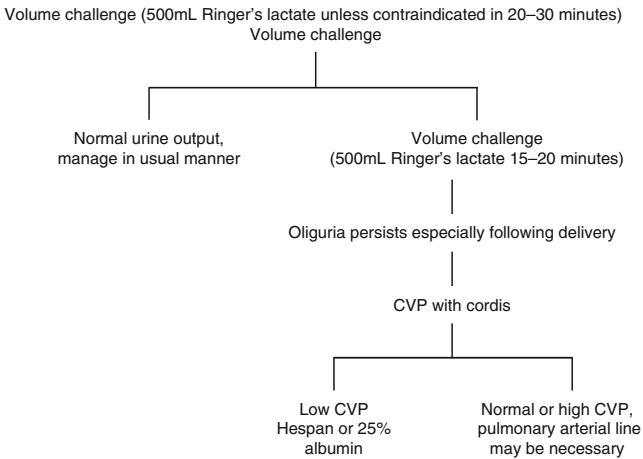 Volume challenge (500mL Ringer's lactate unless contraindicated in 20–30 minutes)
Volume challenge
Normal urine output,
manage in usual manner
Volume challenge
(500mL Ringer's lactate 15–20 minutes)
Oliguria persists especially following delivery
CVP with cordis
Low CVP
Hespan or 25%
albumin
Normal or high CVP,
pulmonary arterial line
may be necessary